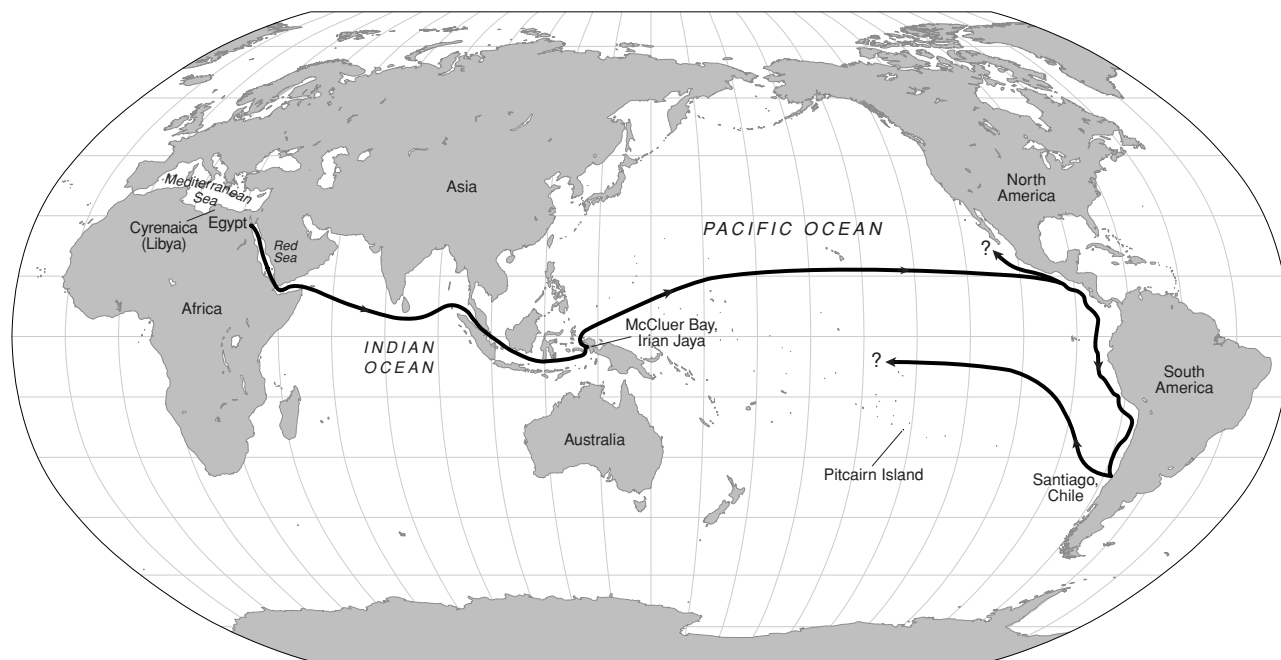 Mediterranean
Sea
Cyrenaica
(Libya)
Egypt
Red
Sea
Africa
Asia
INDIAN
OCEAN
PACIFIC OCEAN
McCluer Bay,
Irian Jaya
Australia
?
?
Pitcairn Island
North
America
South
America
Santiago,
Chile